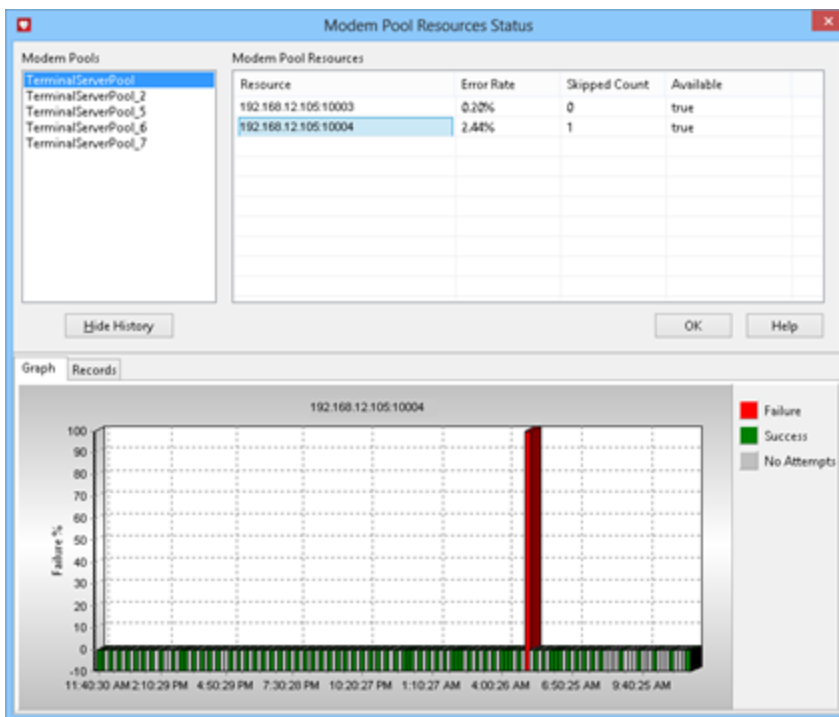 Modem Pool Resources Status
Modem Pools
TerminalServerPool
TerminalServerPool_2
TerminalServerPool_5
TerminalServerPool_6
TerminalServerPool_7
Modem Pool Resources
Resource Error Rate Skipped Count Available
192.168.12.105:10003 0.20% 0 true
192.168.12.105:10004 2.44% 1 true
Hide History
OK
Help
Graph
Records
192.168.12.105:10004
Failure %
100
90
80
70
60
50
40
30
20
10
0
-10
11:40:30 AM 2:10:29 PM 4:50:29 PM 7:30:28 PM 10:20:27 PM 1:10:27 AM 4:00:26 AM 6:50:25 AM 9:40:25 AM
Failure
Success
No Attempts